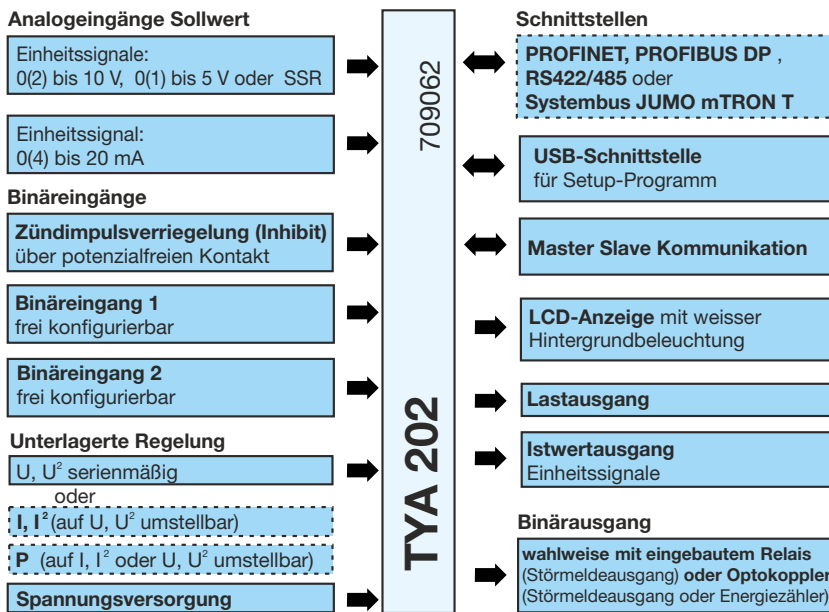 Analogeingänge Sollwert
Einheitssignale:
0(2) bis 10 V, 0(1) bis 5 V oder SSR
Einheitssignal:
0(4) bis 20 mA
Binäreingänge
Zündimpulsverriegelung (Inhibit)
über potenzialfreien Kontakt
Binäreingang 1
frei konfigurierbar
Binäreingang 2
frei konfigurierbar
Unterlagerte Regelung
U, U² serienmäßig
oder
I, I² (auf U, U² umstellbar)
P (auf I, I² oder U, U² umstellbar)
Spannungsversorgung
709062
TYA 202
Schnittstellen
PROFINET, PROFIBUS DP ,
RS422/485 oder
Systembus JUMO mTRON T
USB-Schnittstelle
für Setup-Programm
Master Slave Kommunikation
LCD-Anzeige mit weisser
Hintergrundbeleuchtung
Lastausgang
Istwertausgang
Einheitssignale
Binärausgang
wahlweise mit eingebautem Relais
(Störmeldeausgang) oder Optokoppler
(Störmeldeausgang oder Energiezähler)